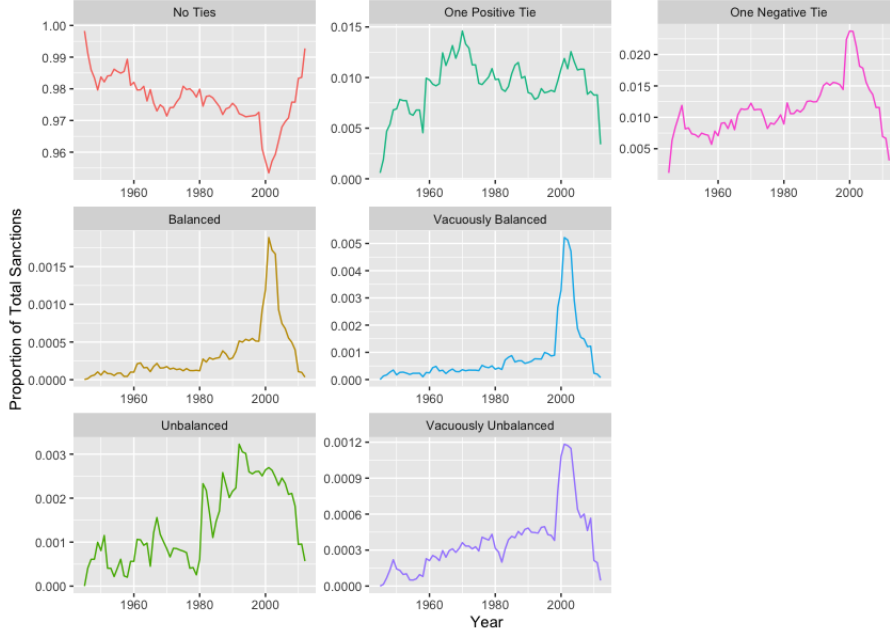 No Ties
One Positive Tie
One Negative Tie
1.00
0.99
0.98
0.97
0.96
1960 1980 2000
0.015
0.010
0.005
0.000
1960 1980 2000
0.020
0.015
0.010
0.005
1960 1980 2000
Proportion of Total Sanctions
Balanced
Vacuously Balanced
0.0015
0.0010
0.0005
0.0000
1960 1980 2000
0.005
0.004
0.003
0.002
0.001
0.000
1960 1980 2000
Unbalanced
Vacuously Unbalanced
0.003
0.002
0.001
0.000
1960 1980 2000
0.0012
0.0009
0.0006
0.0003
0.0000
1960 1980 2000
Year